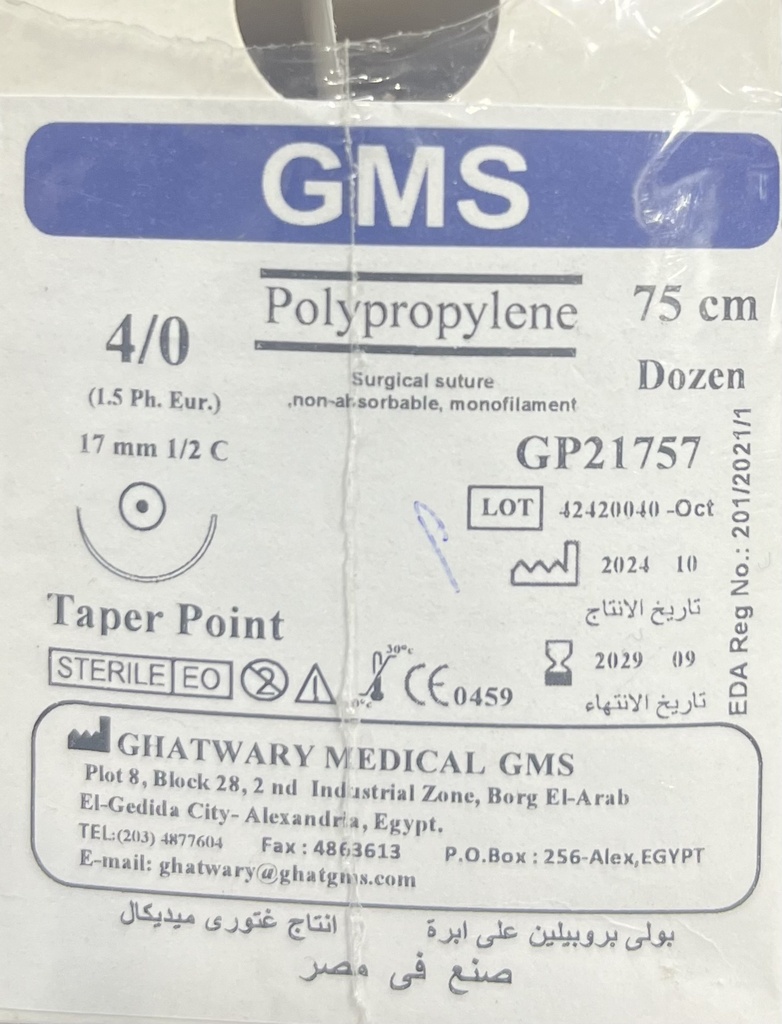 GMS
4/0
(1.5 Ph. Eur.)
17 mm 1/2 C
Polypropylene
Surgical suture
,non-absorbable, monofilament
75 cm
Dozen
GP21757
LOT 42420040 -Oct
2024 10
تاريخ الانتاج
2029 09
تاريخ الانتهاء
EDA Reg No.: 201/2021/1
Taper Point
STERILE EO
2
30°c
CE 0459
GHATWARY MEDICAL GMS
Plot 8, Block 28, 2 nd Industrial Zone, Borg El-Arab
El-Gedida City- Alexandria, Egypt.
TEL:(203) 4877604 Fax : 4863613 P.O.Box : 256-Alex,EGYPT
E-mail: ghatwary@ghatgms.com
بولى بروبيلين على ابرة انتاج غتورى ميديكال
صنع فى مصر